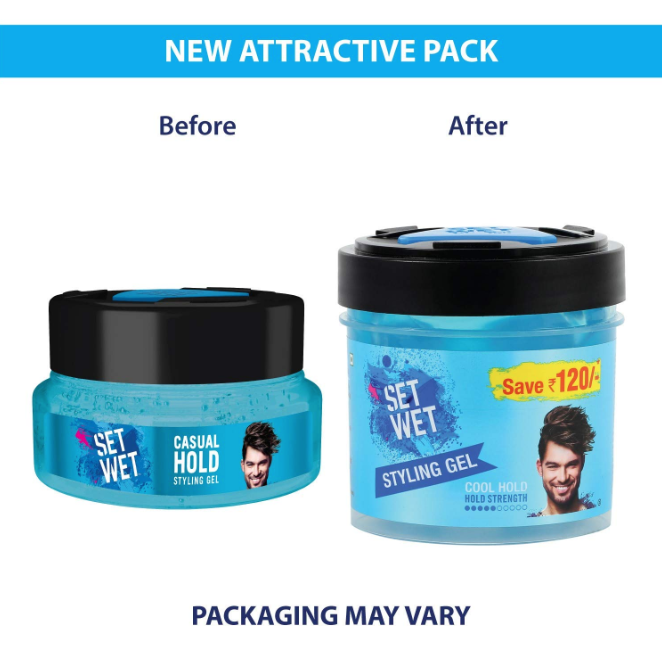 NEW ATTRACTIVE PACK
Before
After
SET
WET
CASUAL
HOLD
STYLING GEL
Save ₹120/-*
SET
WET
STYLING GEL
COOL HOLD
HOLD STRENGTH
PACKAGING MAY VARY